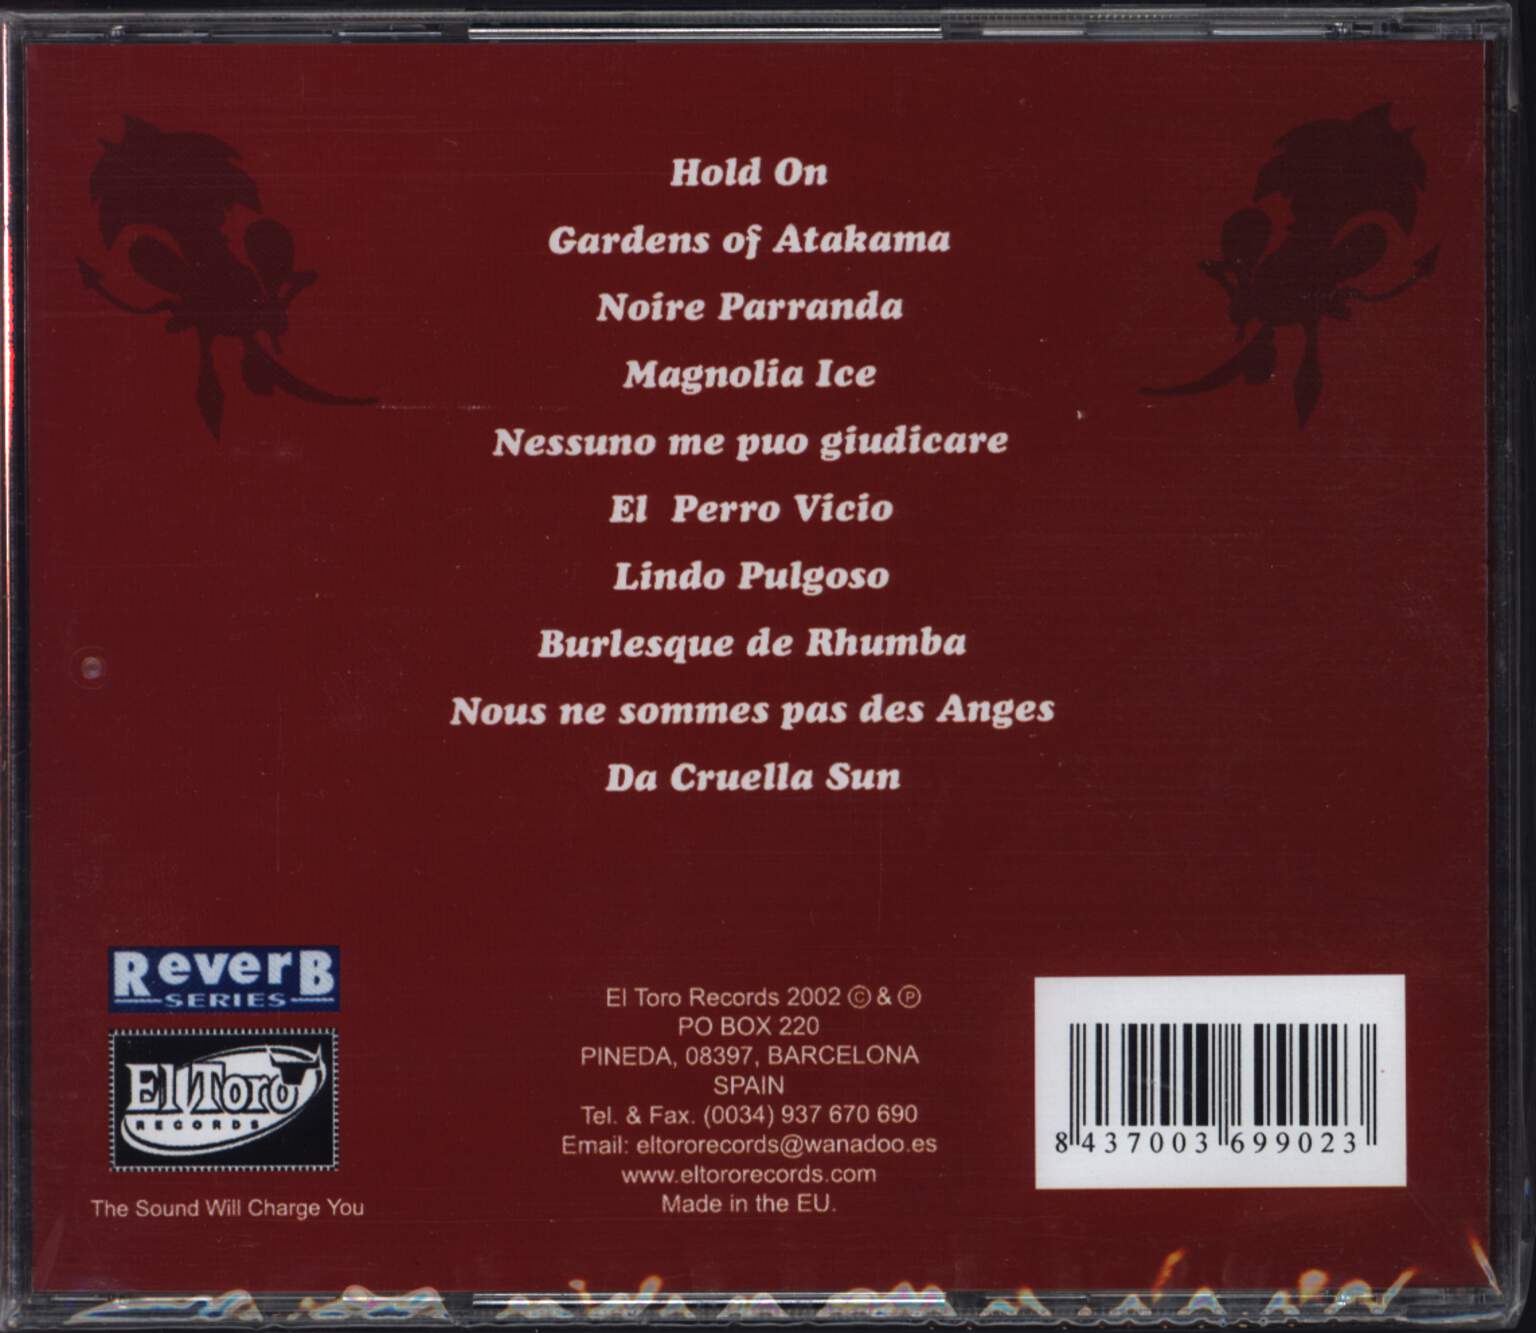 Hold On
Gardens of Atakama
Noire Parranda
Magnolia Ice
Nessuno me puo giudicare
El Perro Vicio
Lindo Pulgoso
Burlesque de Rhumba
Nous ne sommes pas des Anges
Da Cruella Sun
ReverB
SERIES
El Toro
RECORDS
The Sound Will Charge You
El Toro Records 2002 © & ℗
PO BOX 220
PINEDA, 08397, BARCELONA
SPAIN
Tel. & Fax. (0034) 937 670 690
Email: eltororecords@wanadoo.es
www.eltororecords.com
Made in the EU.
8 437003 699023